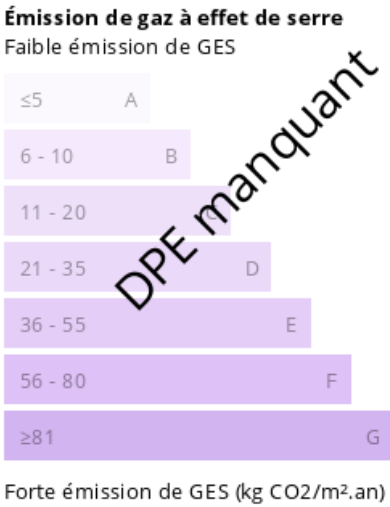 Émission de gaz à effet de serre
Faible émission de GES
≤5 A
6 - 10 B
11 - 20 C
21 - 35 D
36 - 55 E
56 - 80 F
≥81 G
DPE manquant
Forte émission de GES (kg CO2/m².an)